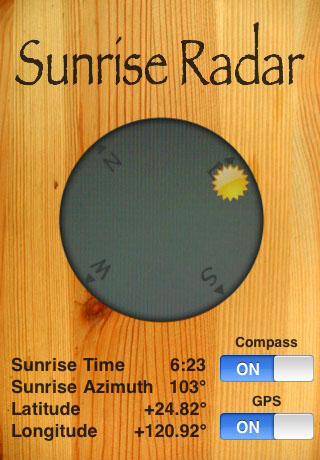 Sunrise Radar
N
E
W
S
Compass
Sunrise Time 6:23
ON
Sunrise Azimuth 103°
GPS
Latitude +24.82°
ON
Longitude +120.92°